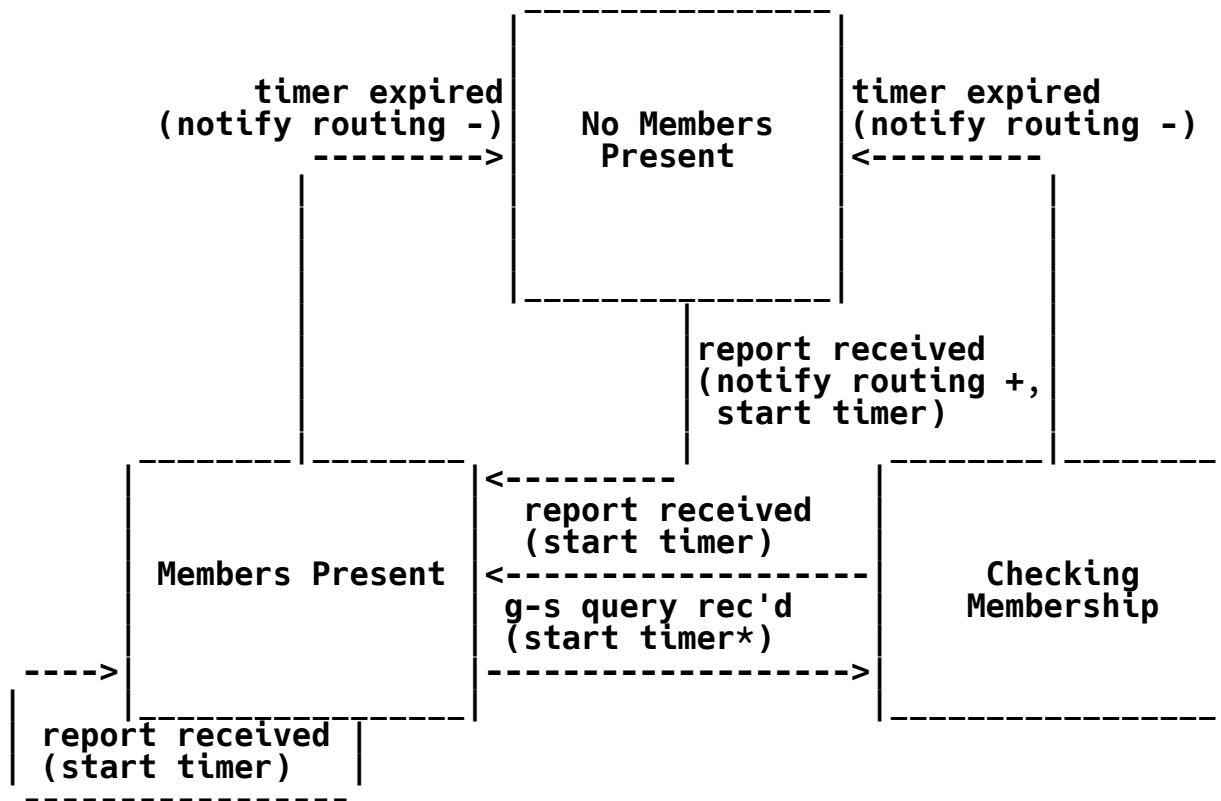 timer expired
(notify routing -)
No Members
Present
timer expired
(notify routing -)
report received
(notify routing +,
start timer)
report received
(start timer)
Members Present
g-s query rec'd
(start timer*)
Checking
Membership
report received
(start timer)